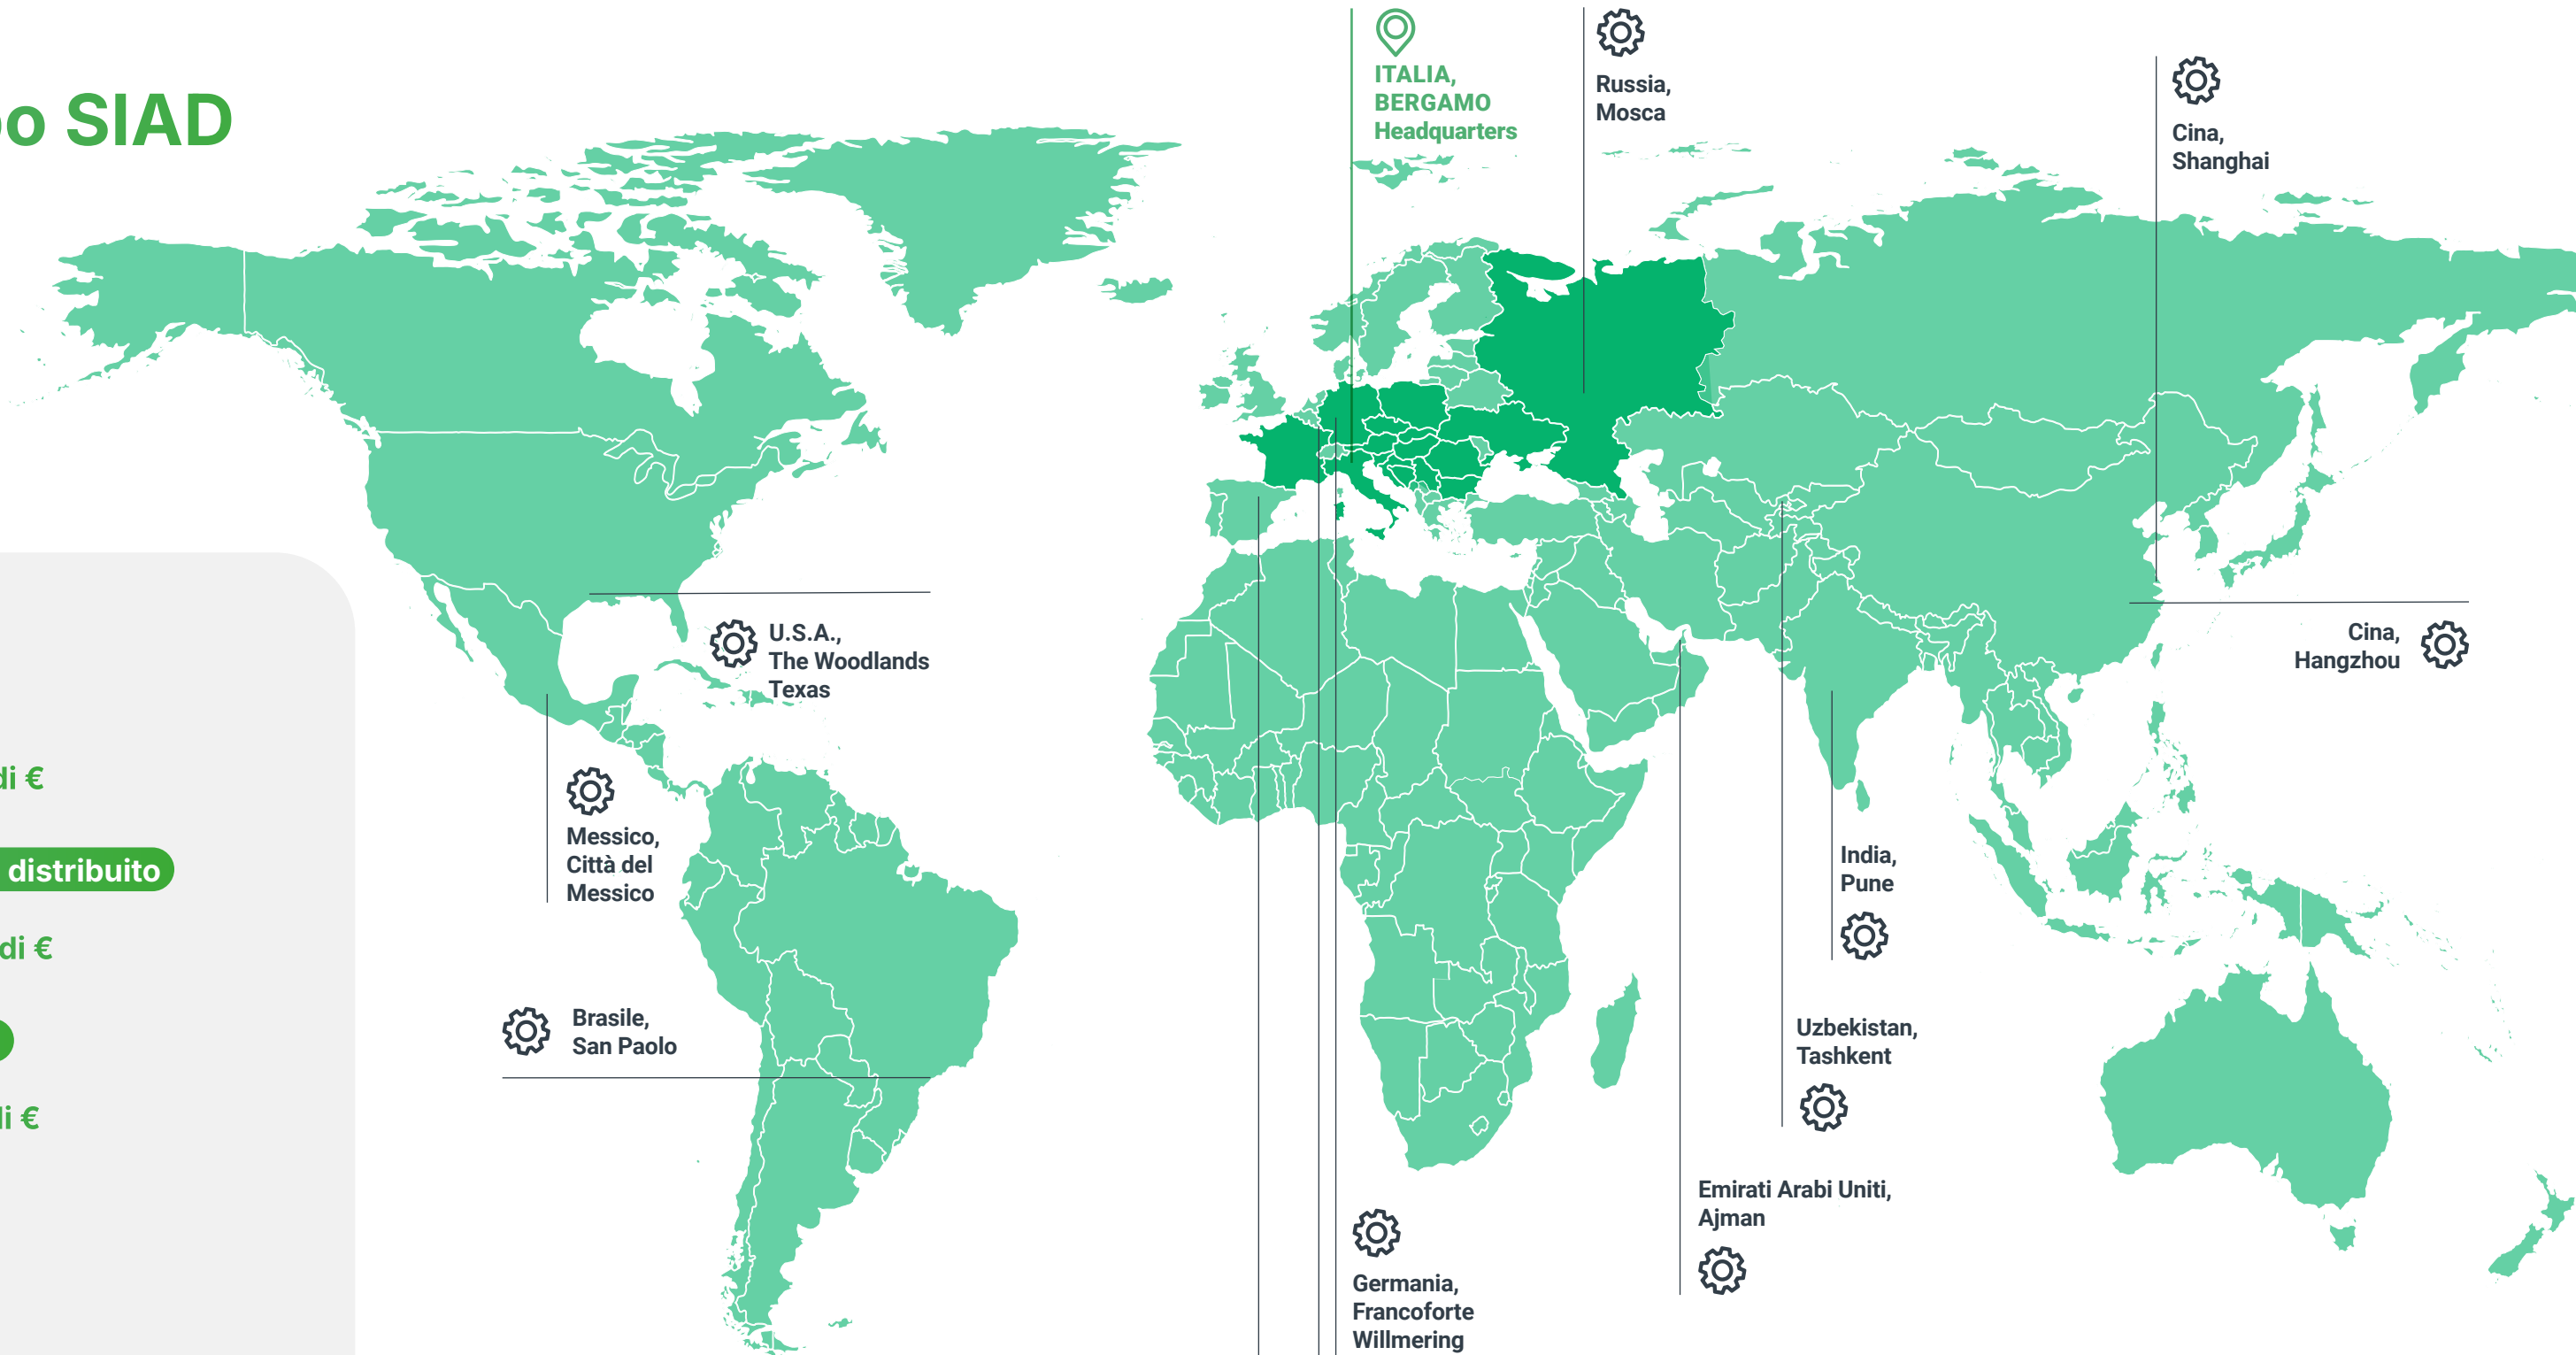 po SIAD
di €
distribuito
di €
di €
ITALIA,
BERGAMO
Headquarters
Russia,
Mosca
Cina,
Shanghai
U.S.A.,
The Woodlands
Texas
Cina,
Hangzhou
Messico,
Città del
Messico
India,
Pune
Brasile,
San Paolo
Uzbekistan,
Tashkent
Emirati Arabi Uniti,
Ajman
Germania,
Francoforte
Willmering